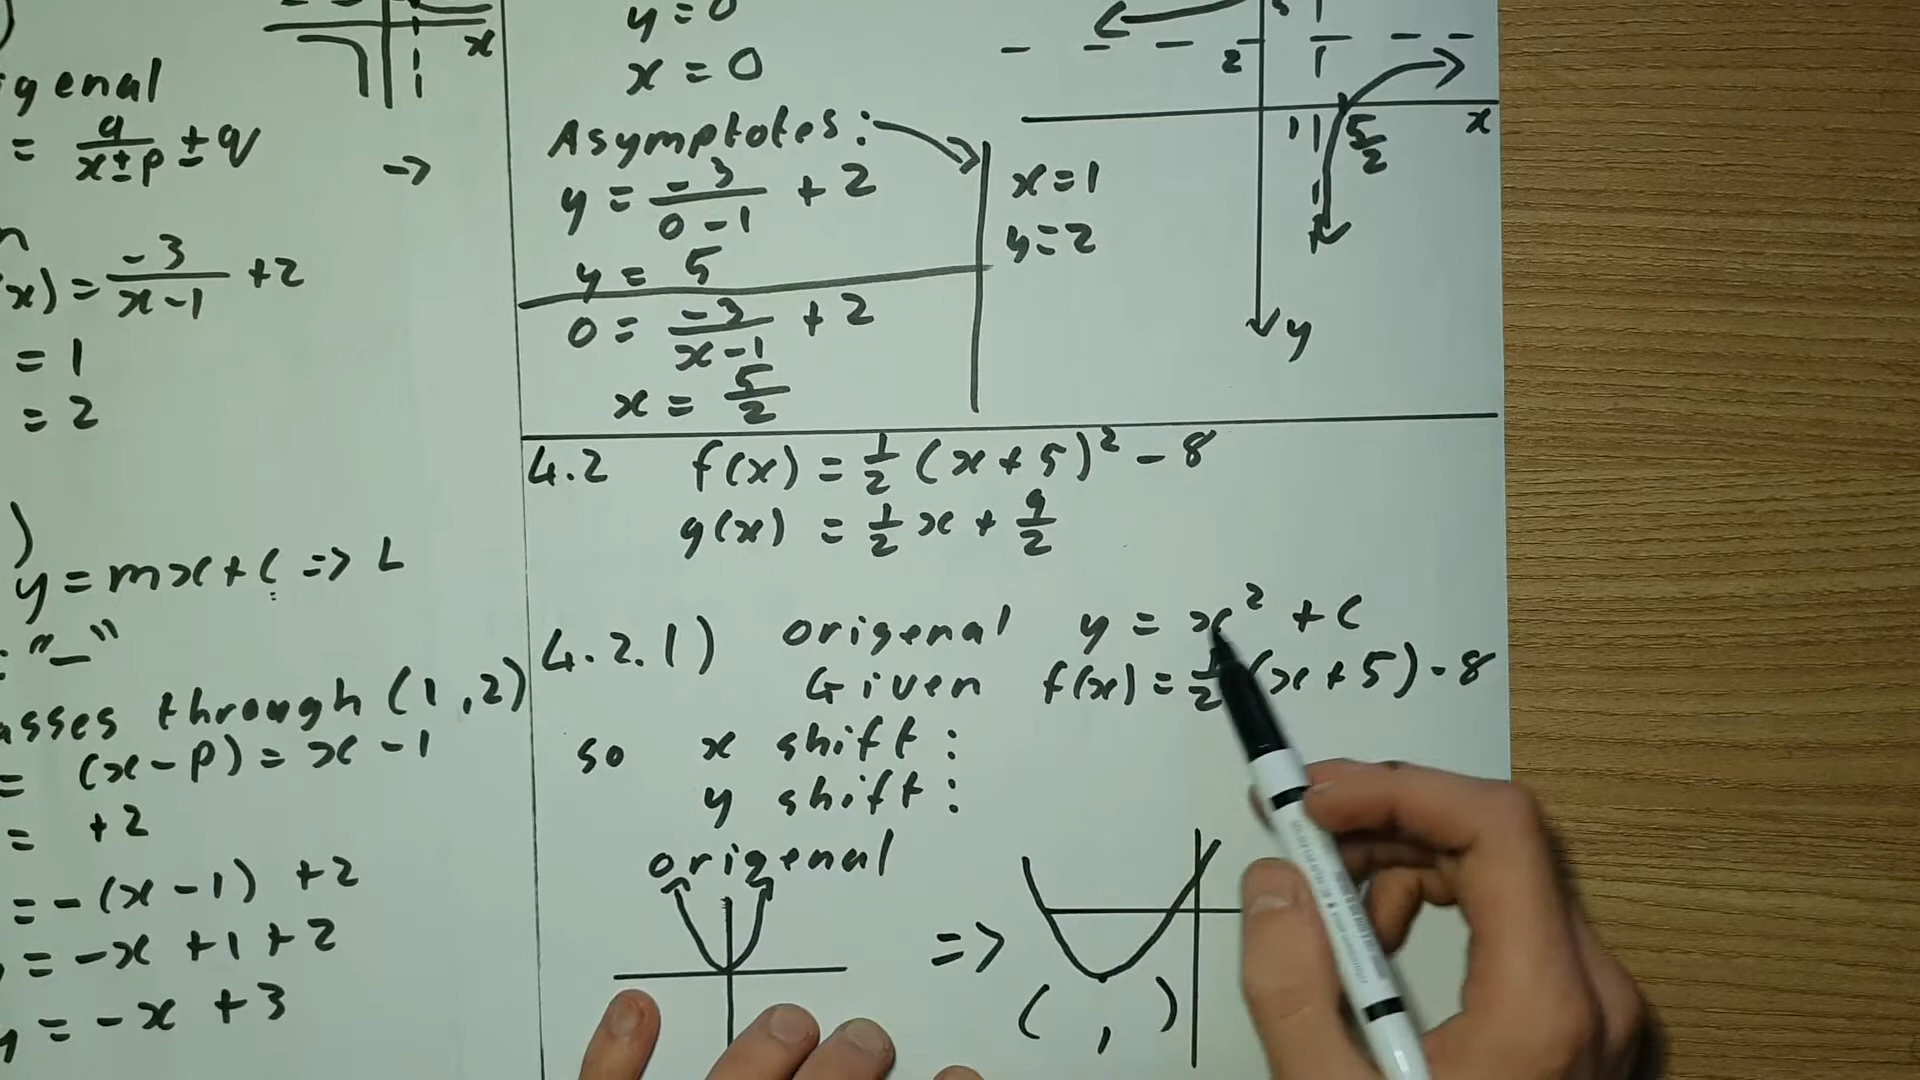 x
igenal
= a/(x±p) ± q ->
(x) = -3/(x-1) +2
= 1
= 2
)
y = mx + c => L
: "-"
asses through (1,2)
= (x-p) = x-1
= +2
= -(x-1) +2
= -x +1 +2
y = -x +3
y = 0
x = 0
Asymptotes:
y = -3/(0-1) + 2
y = 5
0 = -3/(x-1) + 2
x = 5/2
x=1
y=2
2 1
x
1 5/2
y
4.2 f(x) = 1/2 (x+5)² - 8
g(x) = 1/2 x + 9/2
4.2.1) origenal y = x² + c
Given f(x) = 1/2 (x+5) - 8
so x shift:
y shift:
origenal
=>
( , )